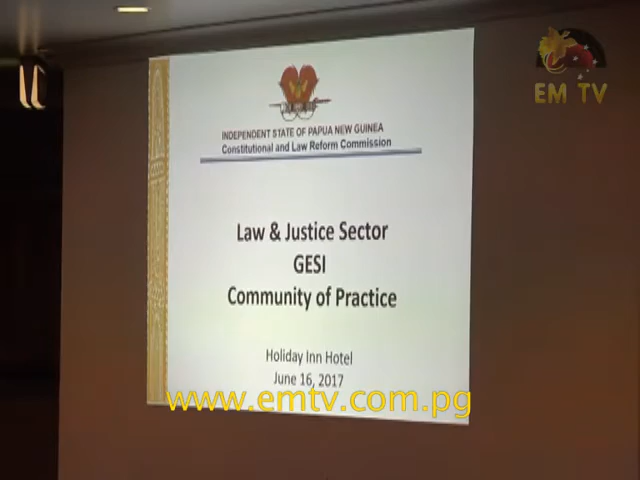 EM TV
INDEPENDENT STATE OF PAPUA NEW GUINEA
Constitutional and Law Reform Commission
Law & Justice Sector
GESI
Community of Practice
Holiday Inn Hotel
June 16, 2017
www.emtv.com.pg